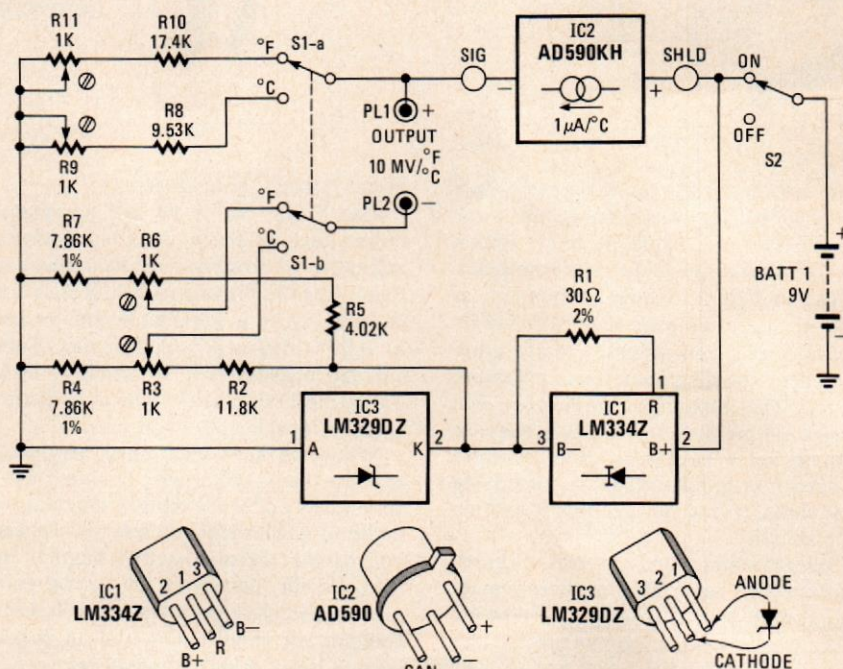 R11
1K
R10
17.4K
°F
S1-a
°C
R8
9.53K
R9
1K
PL1
+
OUTPUT
10 MV/°F
°C
PL2
−
SIG
−
IC2
AD590KH
1μA/°C
+
SHLD
ON
OFF
S2
+
BATT 1
9V
−
°F
°C
S1-b
R7
7.86K
1%
R6
1K
R5
4.02K
R4
7.86K
1%
R3
1K
R2
11.8K
R1
30Ω
2%
1
A
IC3
LM329DZ
K
2
3
B−
IC1
LM334Z
1
R
B+
2
IC1
LM334Z
2 1 3
B−
R
B+
IC2
AD590
+
−
CAN
IC3
LM329DZ
3 2 1
ANODE
CATHODE